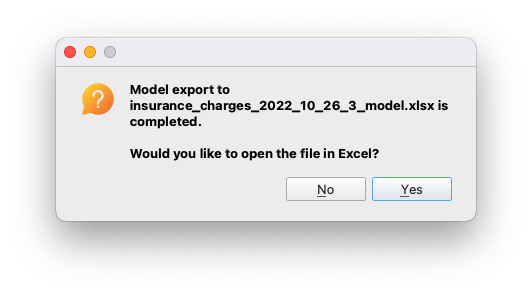 Model export to
insurance_charges_2022_10_26_3_model.xlsx is
completed.
Would you like to open the file in Excel?
No
Yes